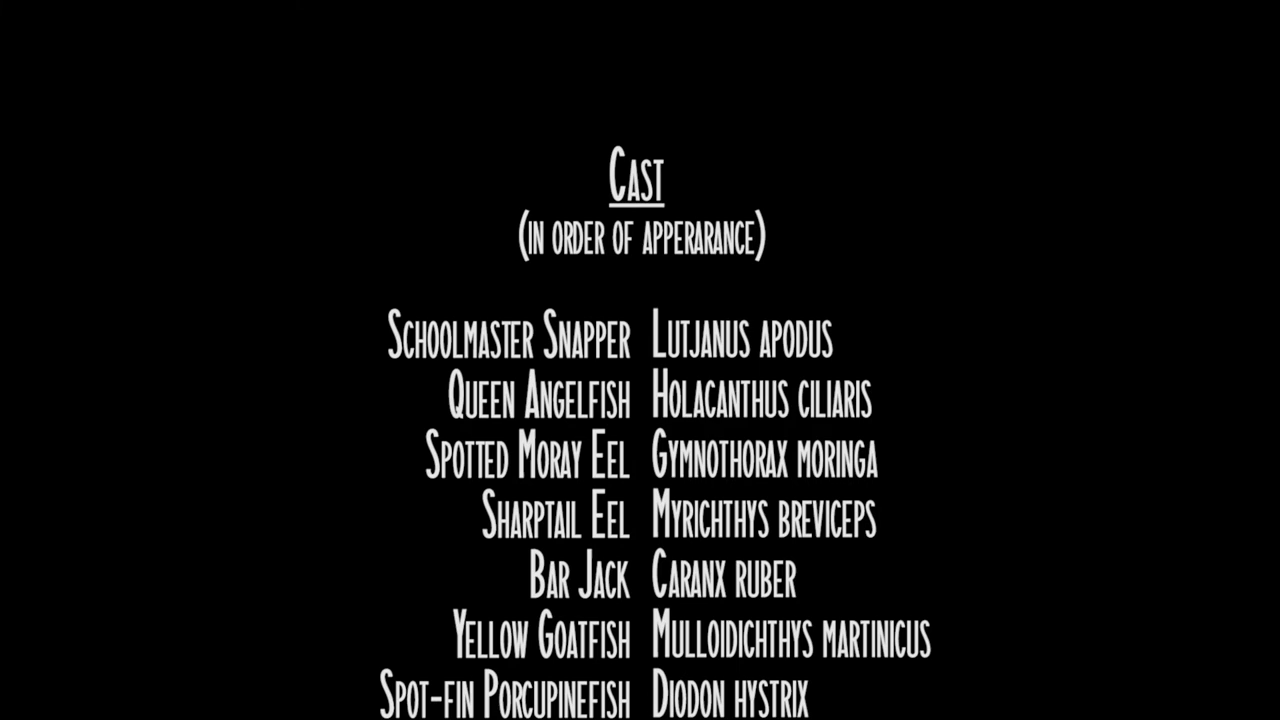 Cast
(in order of apperarance)
Schoolmaster Snapper Lutjanus apodus
Queen Angelfish Holacanthus ciliaris
Spotted Moray Eel Gymnothorax moringa
Sharptail Eel Myrichthys breviceps
Bar Jack Caranx ruber
Yellow Goatfish Mulloidichthys martinicus
Spot-fin Porcupinefish Diodon hystrix